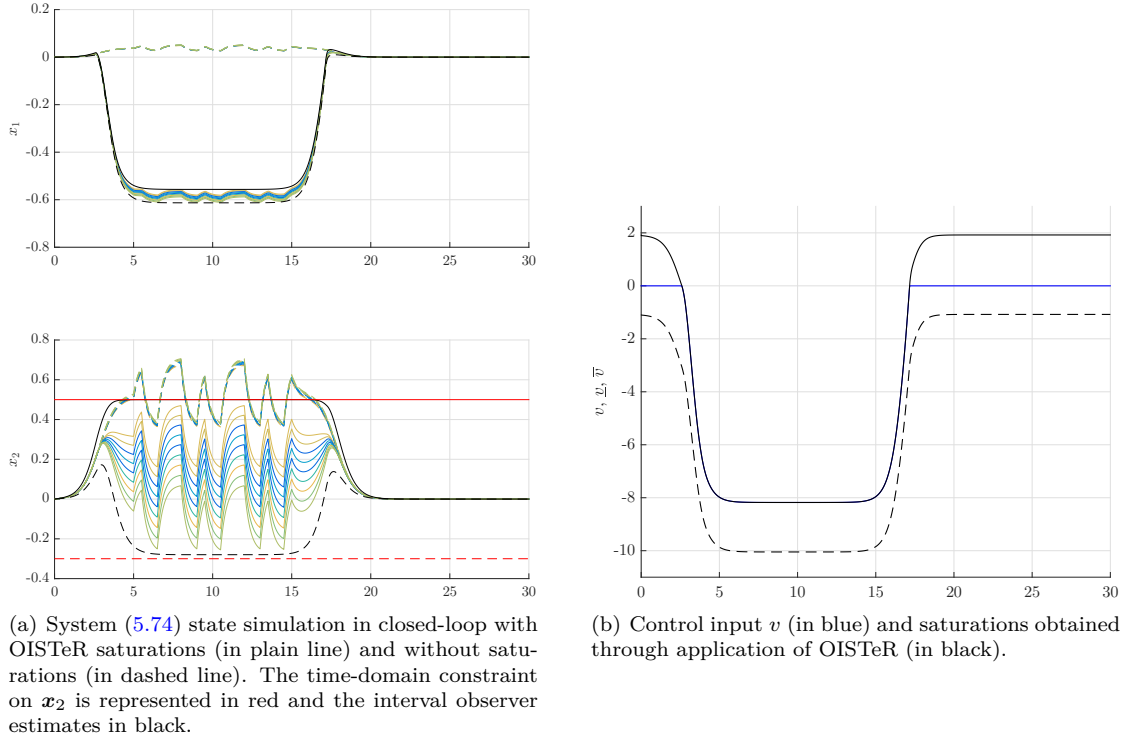 0.2
0
-0.2
-0.4
-0.6
-0.8
x1
0 5 10 15 20 25 30
0.8
0.6
0.4
0.2
0
-0.2
-0.4
x2
0 5 10 15 20 25 30
(a) System (5.74) state simulation in closed-loop with
OISTeR saturations (in plain line) and without satu-
rations (in dashed line). The time-domain constraint
on x2 is represented in red and the interval observer
estimates in black.
2
0
-2
-4
-6
-8
-10
v, v̲, v̅
0 5 10 15 20 25 30
(b) Control input v (in blue) and saturations obtained
through application of OISTeR (in black).